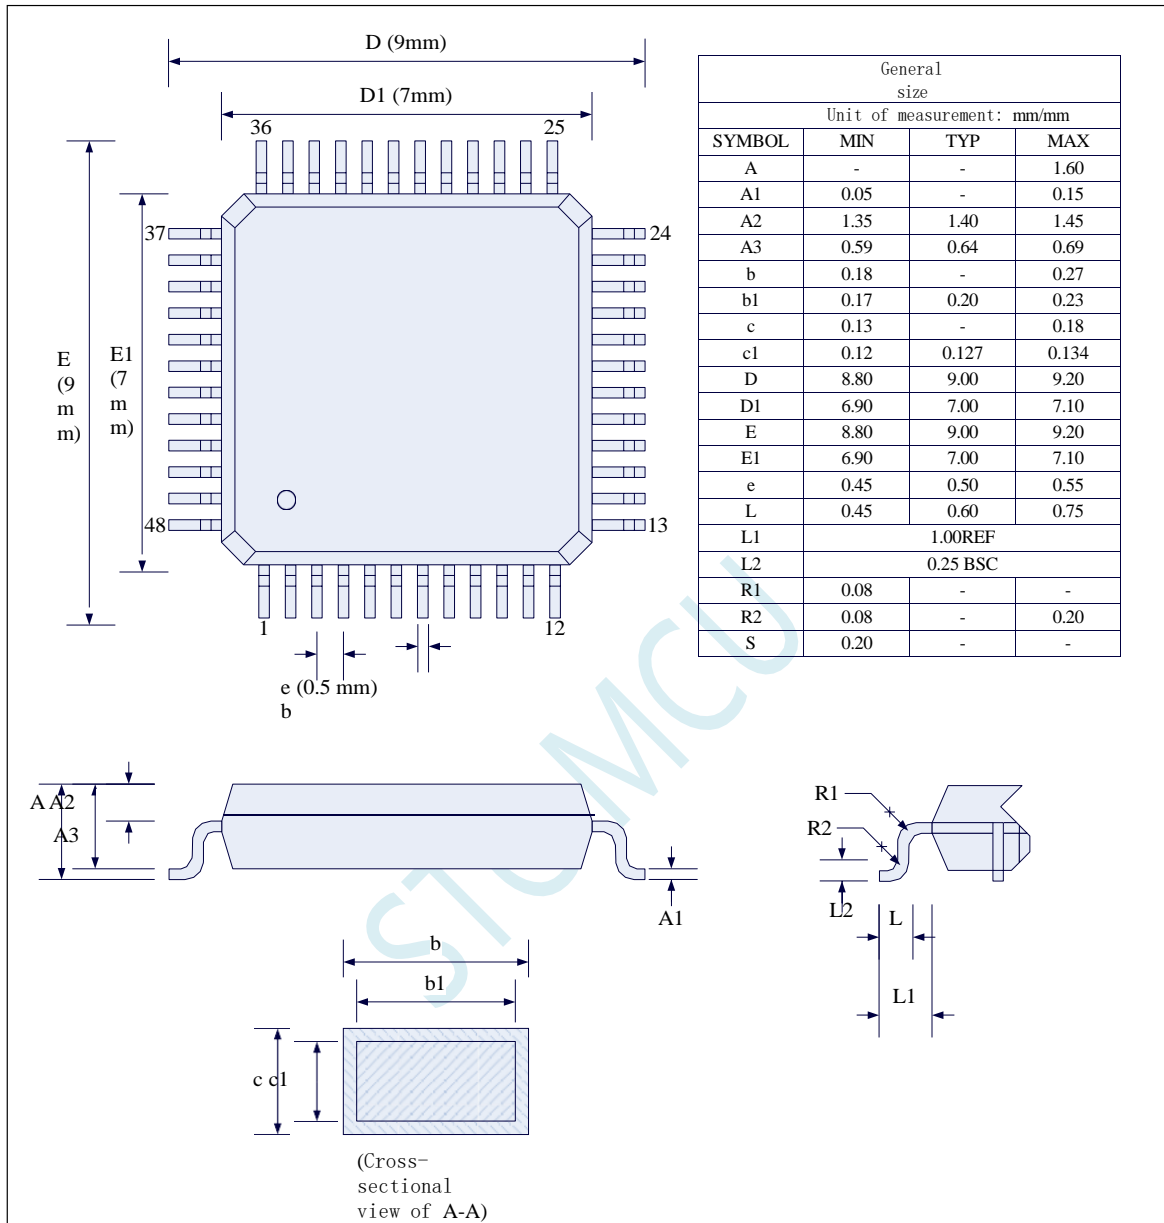 D (9mm)
D1 (7mm)
36 25
37 24
E
(9
m
m)
E1
(7
m
m)
48 13
1 12
e (0.5 mm)
b
General
size
Unit of measurement: mm/mm
SYMBOL MIN TYP MAX
A - - 1.60
A1 0.05 - 0.15
A2 1.35 1.40 1.45
A3 0.59 0.64 0.69
b 0.18 - 0.27
b1 0.17 0.20 0.23
c 0.13 - 0.18
c1 0.12 0.127 0.134
D 8.80 9.00 9.20
D1 6.90 7.00 7.10
E 8.80 9.00 9.20
E1 6.90 7.00 7.10
e 0.45 0.50 0.55
L 0.45 0.60 0.75
L1 1.00REF
L2 0.25 BSC
R1 0.08 - -
R2 0.08 - 0.20
S 0.20 - -
STC MCU
A A2
A3
A1
R1
R2
L2 L
L1
b
b1
c c1
(Cross-
sectional
view of A-A)